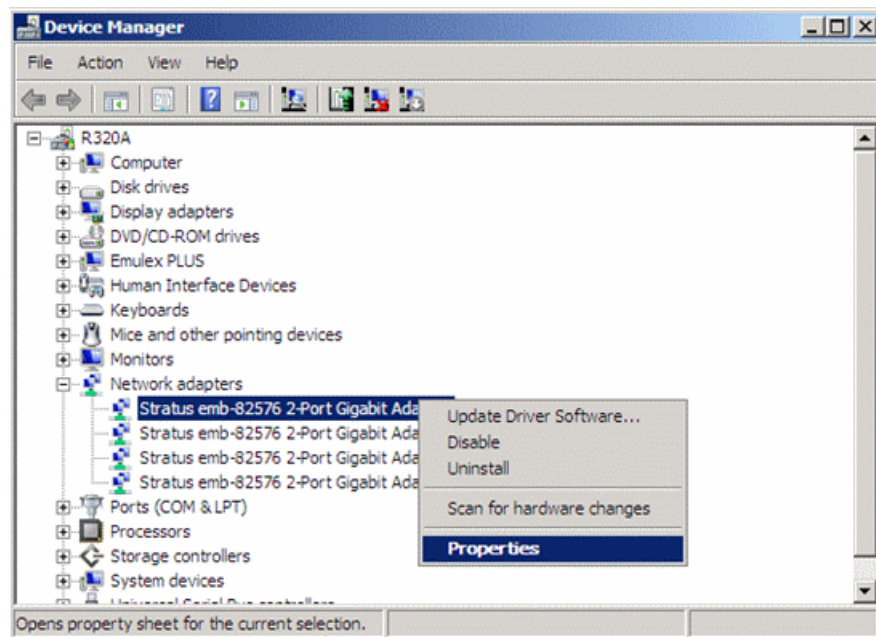 Device Manager
File Action View Help
R320A
Computer
Disk drives
Display adapters
DVD/CD-ROM drives
Emulex PLUS
Human Interface Devices
Keyboards
Mice and other pointing devices
Monitors
Network adapters
Stratus emb-82576 2-Port Gigabit Ada
Stratus emb-82576 2-Port Gigabit Ada
Stratus emb-82576 2-Port Gigabit Ada
Stratus emb-82576 2-Port Gigabit Ada
Ports (COM & LPT)
Processors
Storage controllers
System devices
Universal Serial Bus controllers
Update Driver Software...
Disable
Uninstall
Scan for hardware changes
Properties
Opens property sheet for the current selection.